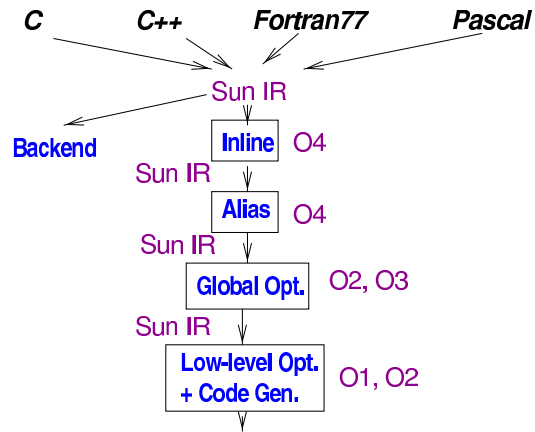 C C++ Fortran77 Pascal
Sun IR
Backend
Inline O4
Sun IR
Alias O4
Sun IR
Global Opt. O2, O3
Sun IR
Low-level Opt.
+ Code Gen.
O1, O2